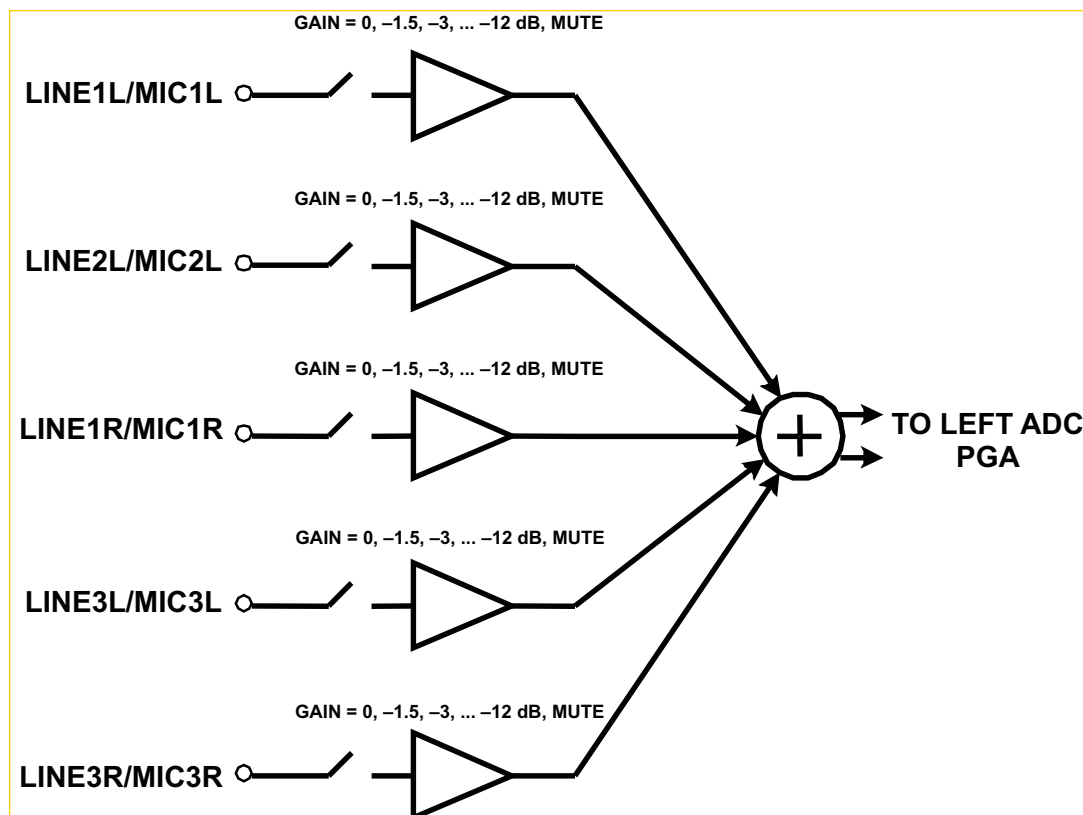 GAIN = 0, –1.5, –3, ... –12 dB, MUTE
LINE1L/MIC1L
GAIN = 0, –1.5, –3, ... –12 dB, MUTE
LINE2L/MIC2L
GAIN = 0, –1.5, –3, ... –12 dB, MUTE
LINE1R/MIC1R
TO LEFT ADC
PGA
GAIN = 0, –1.5, –3, ... –12 dB, MUTE
LINE3L/MIC3L
GAIN = 0, –1.5, –3, ... –12 dB, MUTE
LINE3R/MIC3R